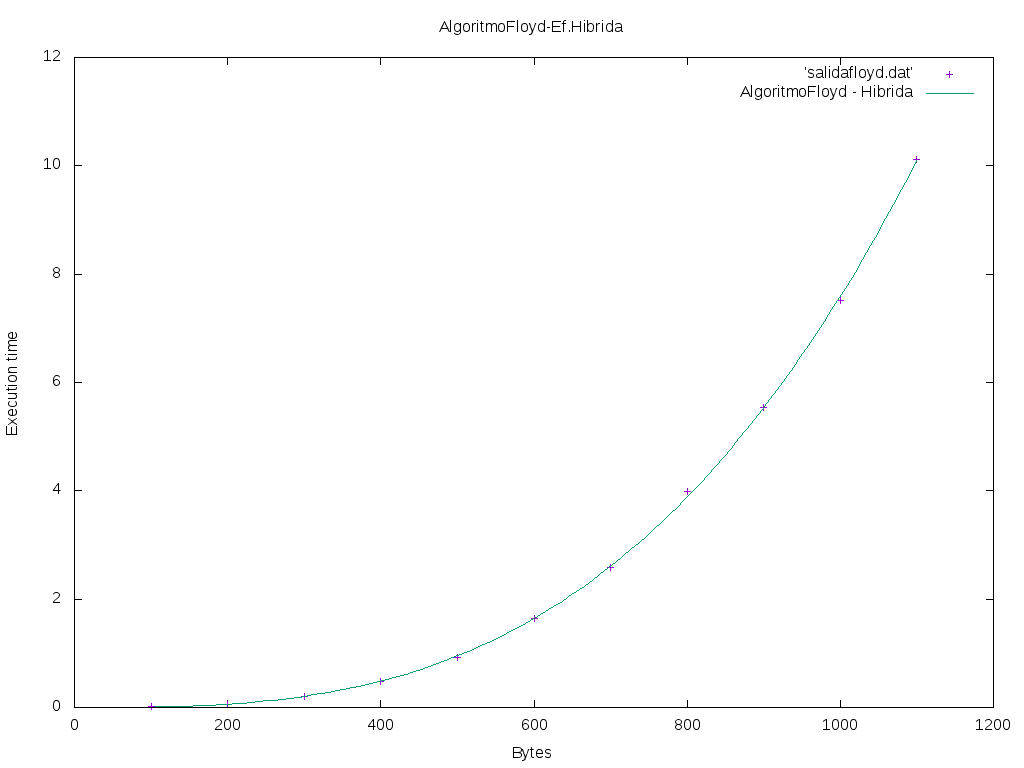 AlgoritmoFloyd-Ef.Hibrida
'salidafloyd.dat'
AlgoritmoFloyd - Hibrida
12
10
8
6
4
2
0
Execution time
0 200 400 600 800 1000 1200
Bytes